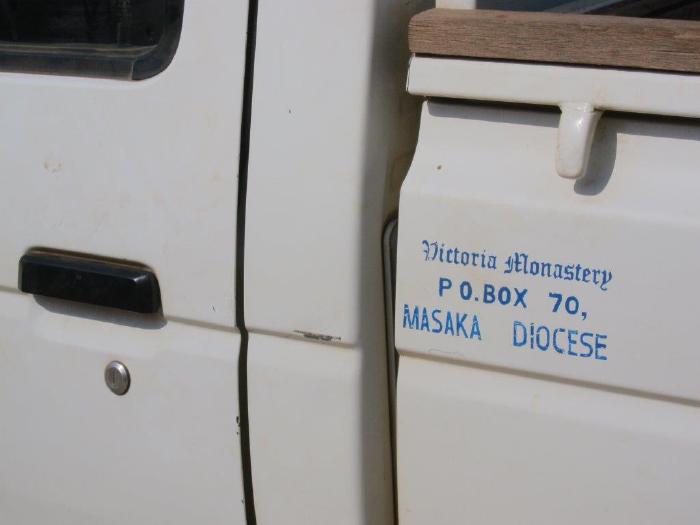 Victoria Monastery
P O.BOX 70,
MASAKA DIOCESE